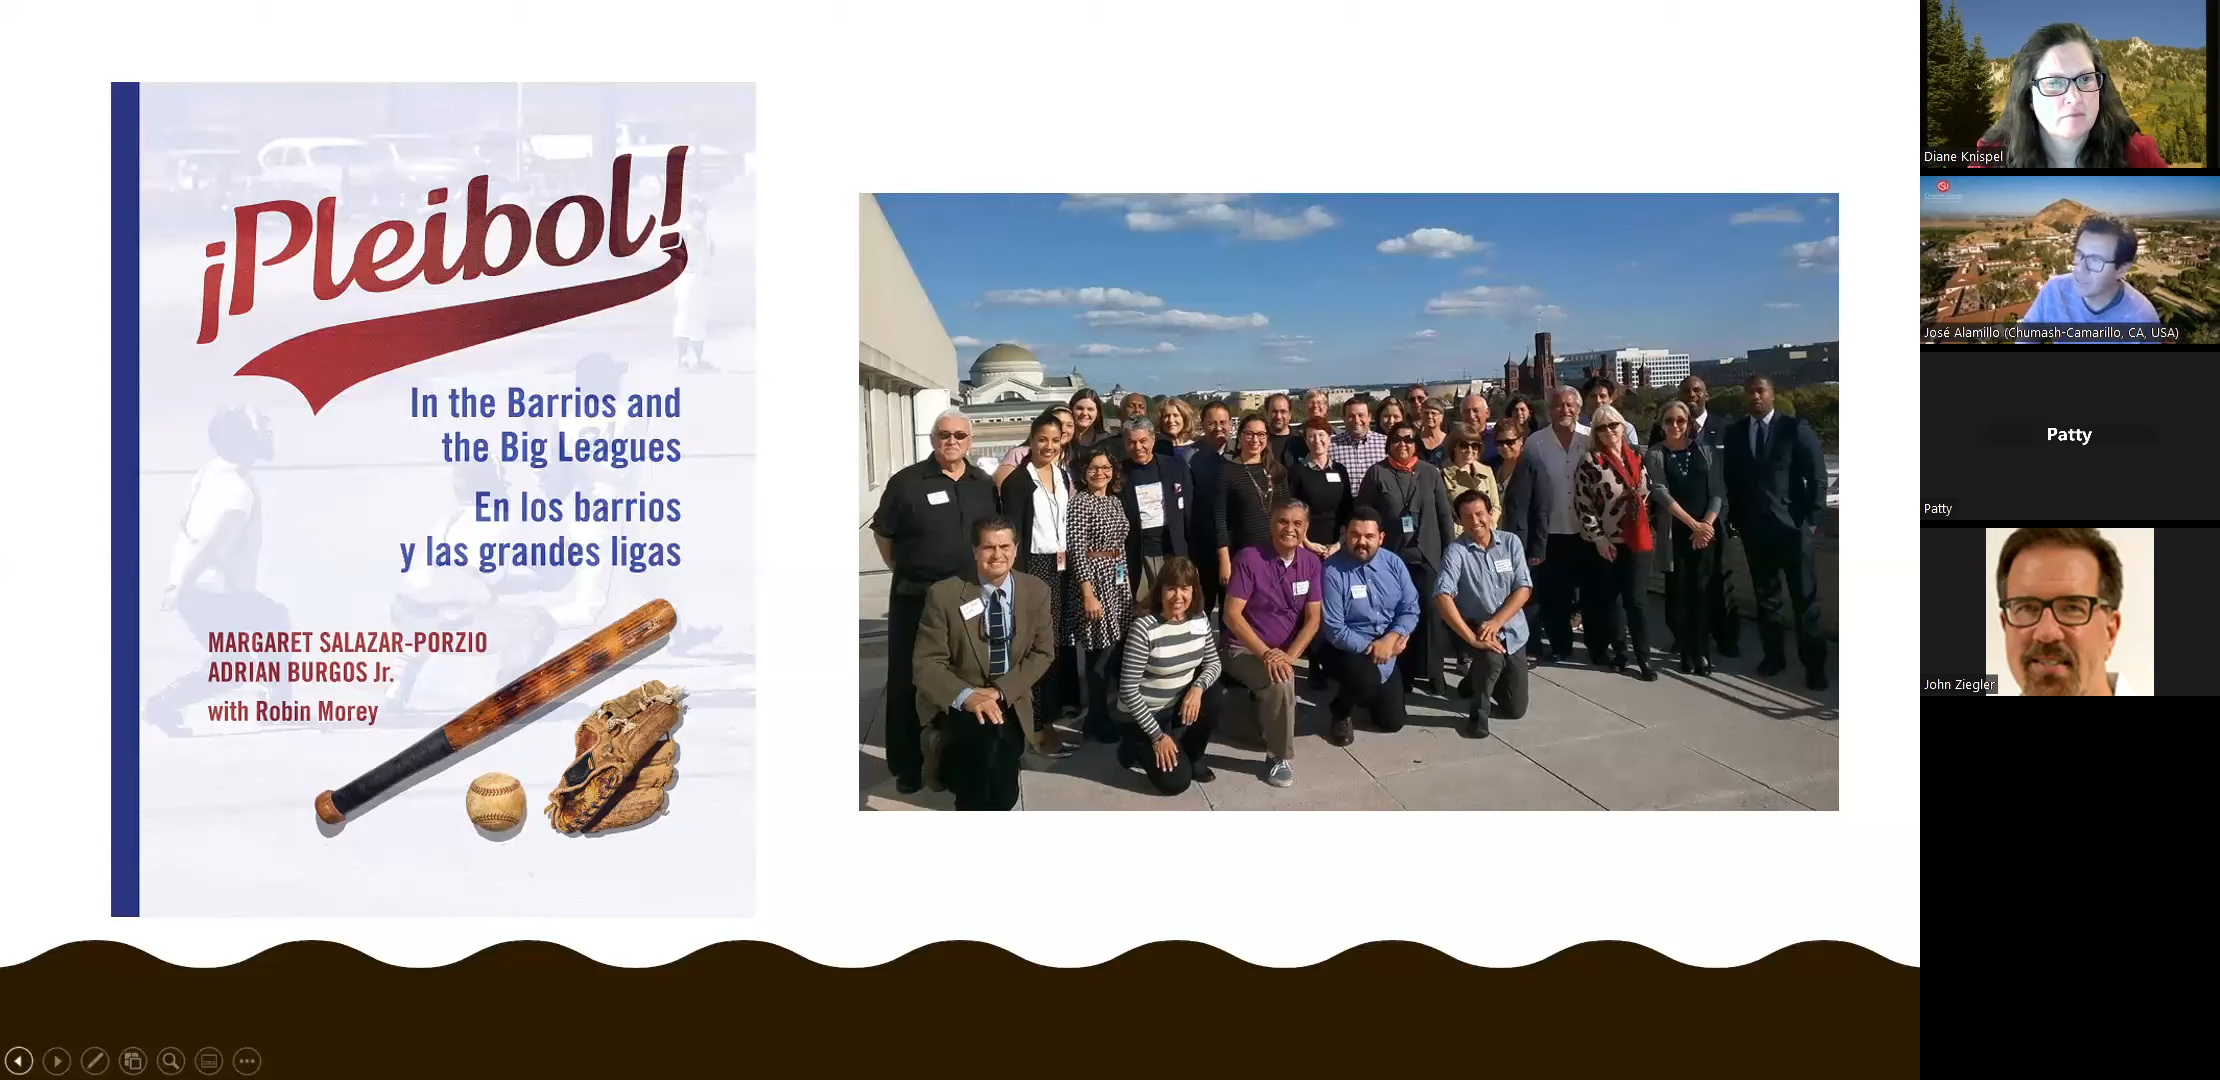 ¡Pleibol!
In the Barrios and
the Big Leagues
En los barrios
y las grandes ligas
MARGARET SALAZAR-PORZIO
ADRIAN BURGOS Jr.
with Robin Morey
Diane Knispel
José Alamillo (Chumash-Camarillo, CA, USA)
Patty
Patty
John Ziegler